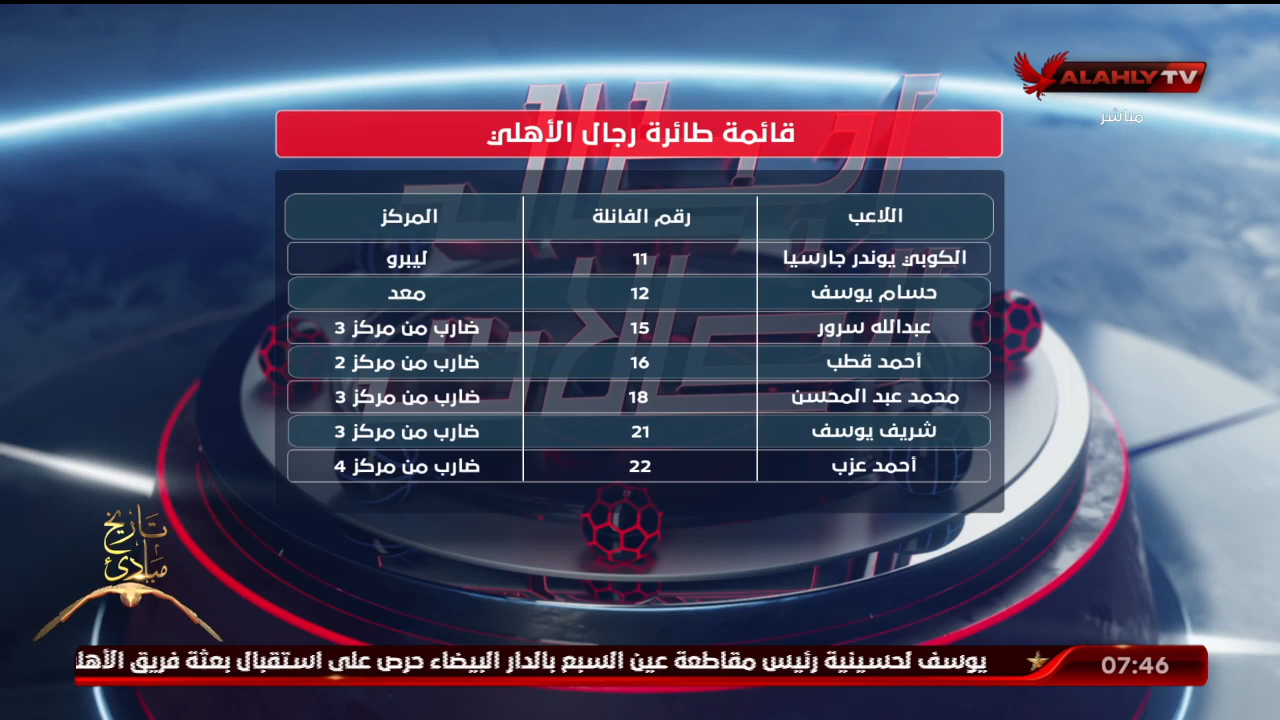 ALAHLY TV
مباشر
قائمة طائرة رجال الأهلي
اللاعب رقم الفانلة المركز
الكوبي يوندر جارسيا 11 ليبرو
حسام يوسف 12 معد
عبدالله سرور 15 ضارب من مركز 3
أحمد قطب 16 ضارب من مركز 2
محمد عبد المحسن 18 ضارب من مركز 3
شريف يوسف 21 ضارب من مركز 3
أحمد عزب 22 ضارب من مركز 4
تاريخ
مبادئ
07:46 يوسف لحسينية رئيس مقاطعة عين السبع بالدار البيضاء حرص على استقبال بعثة فريق الأهل